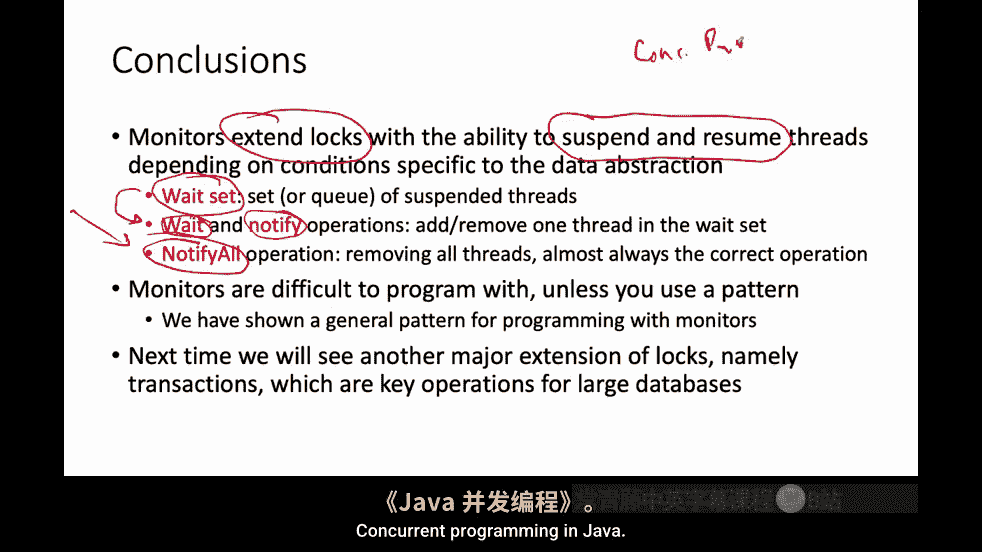 Conclusions
Conc. Pr
• Monitors extend locks with the ability to suspend and resume threads
depending on conditions specific to the data abstraction
• Wait set: set (or queue) of suspended threads
• Wait and notify operations: add/remove one thread in the wait set
• NotifyAll operation: removing all threads, almost always the correct operation
• Monitors are difficult to program with, unless you use a pattern
• We have shown a general pattern for programming with monitors
• Next time we will see another major extension of locks, namely
transactions, which are key operations for large databases
《Java 并发编程》。
Concurrent programming in Java.